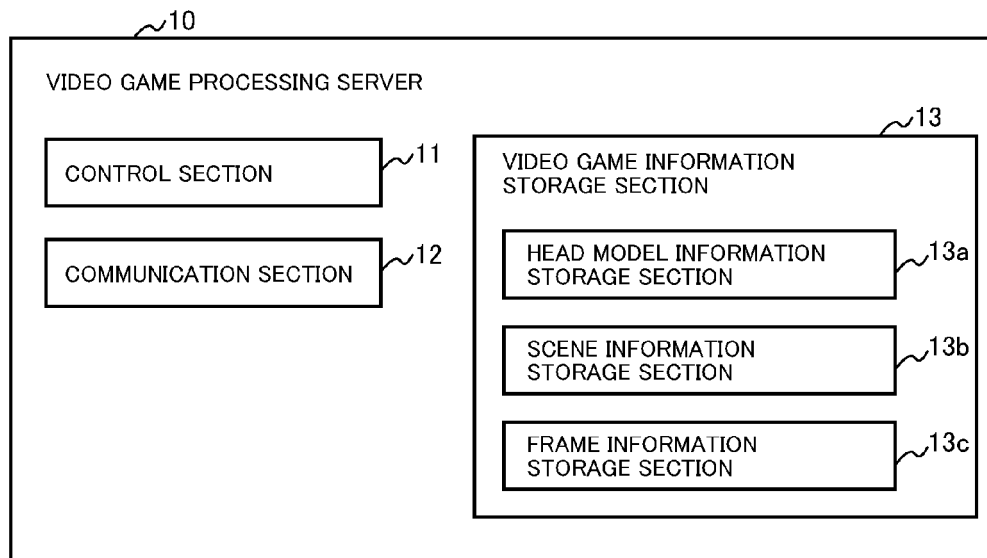 10
VIDEO GAME PROCESSING SERVER
CONTROL SECTION
11
COMMUNICATION SECTION
12
13
VIDEO GAME INFORMATION
STORAGE SECTION
HEAD MODEL INFORMATION
STORAGE SECTION
13a
SCENE INFORMATION
STORAGE SECTION
13b
FRAME INFORMATION
STORAGE SECTION
13c